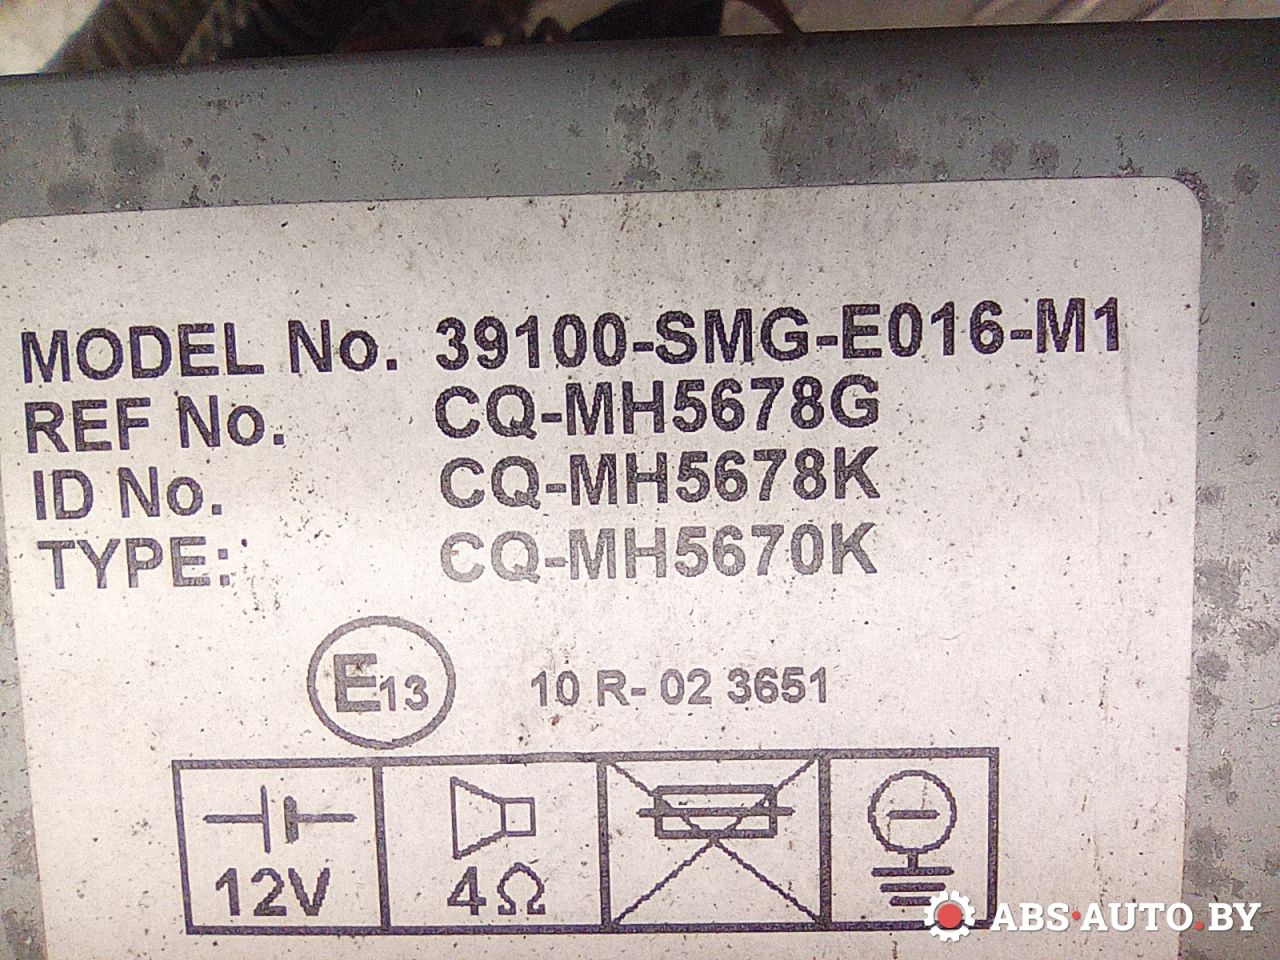 MODEL No. 39100-SMG-E016-M1
REF No. CQ-MH5678G
ID No. CQ-MH5678K
TYPE: CQ-MH5670K
E13 10 R- 02 3651
12V 4Ω
ABS-AUTO.BY